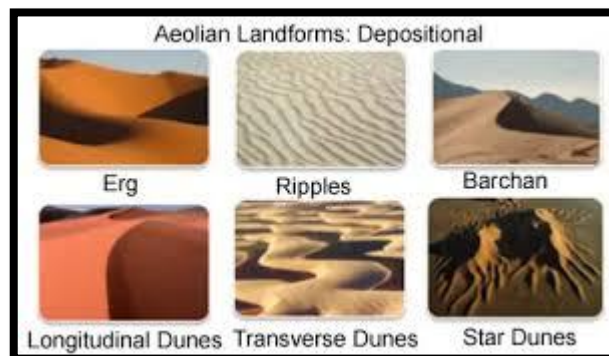 Aeolian Landforms: Depositional
Erg
Ripples
Barchan
Longitudinal Dunes
Transverse Dunes
Star Dunes